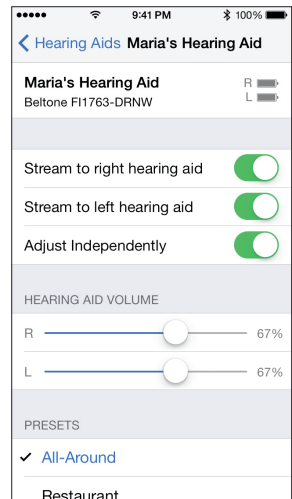 9:41 PM 100%
Hearing Aids Maria's Hearing Aid
Maria's Hearing Aid R
Beltone FI1763-DRNW L
Stream to right hearing aid
Stream to left hearing aid
Adjust Independently
HEARING AID VOLUME
R 67%
L 67%
PRESETS
✓ All-Around
Restaurant